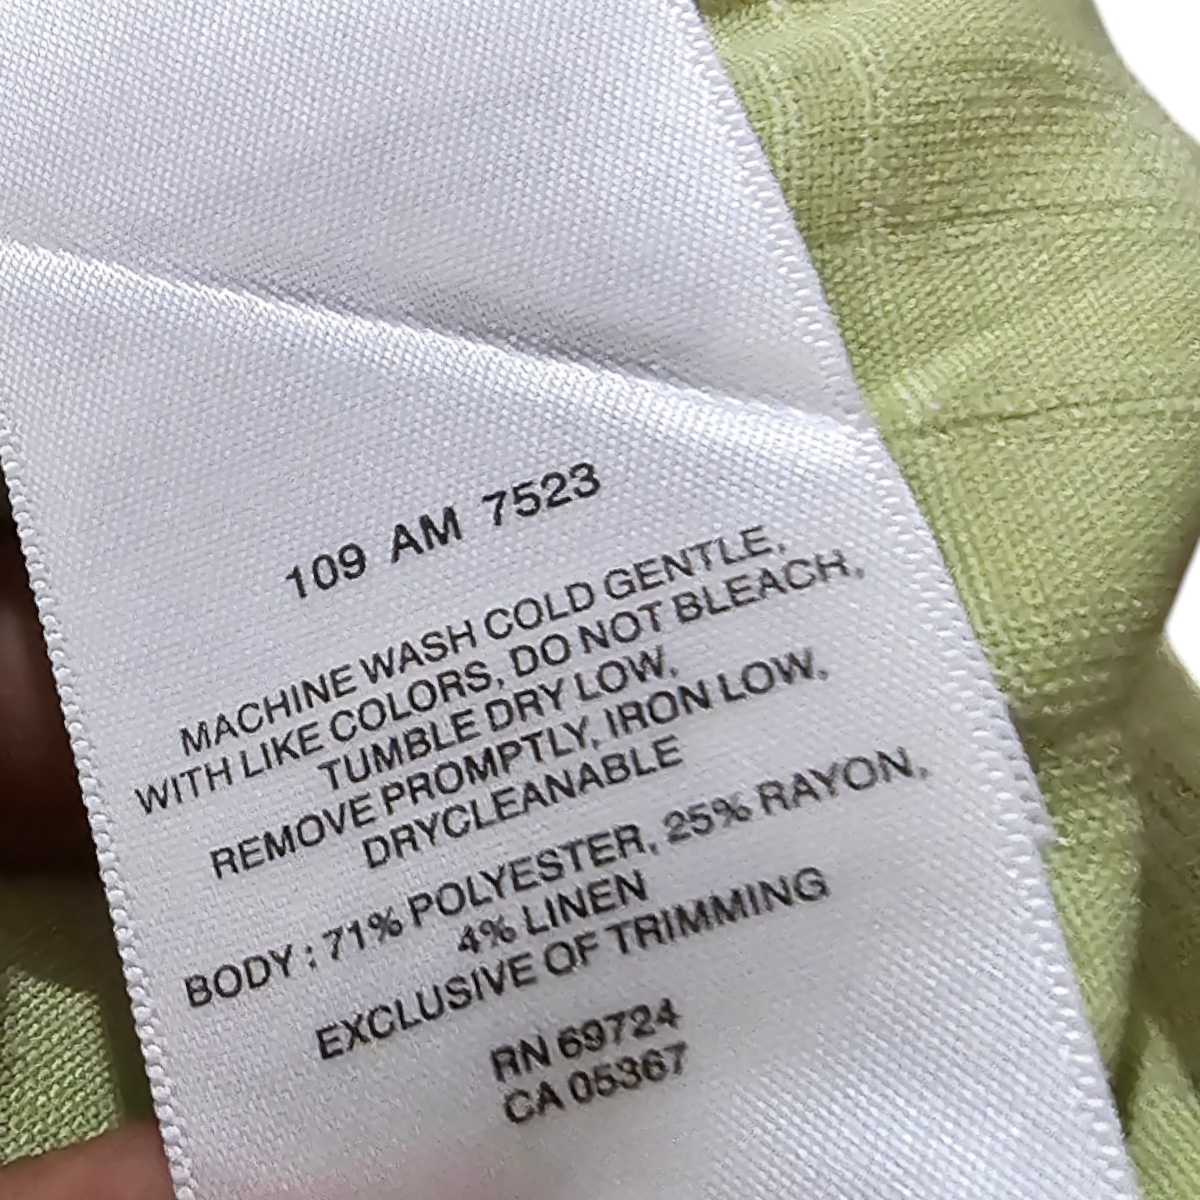 109 AM 7523
MACHINE WASH COLD GENTLE,
WITH LIKE COLORS, DO NOT BLEACH,
TUMBLE DRY LOW,
REMOVE PROMPTLY, IRON LOW,
DRYCLEANABLE
BODY : 71% POLYESTER, 25% RAYON,
4% LINEN
EXCLUSIVE OF TRIMMING
RN 69724
CA 05367